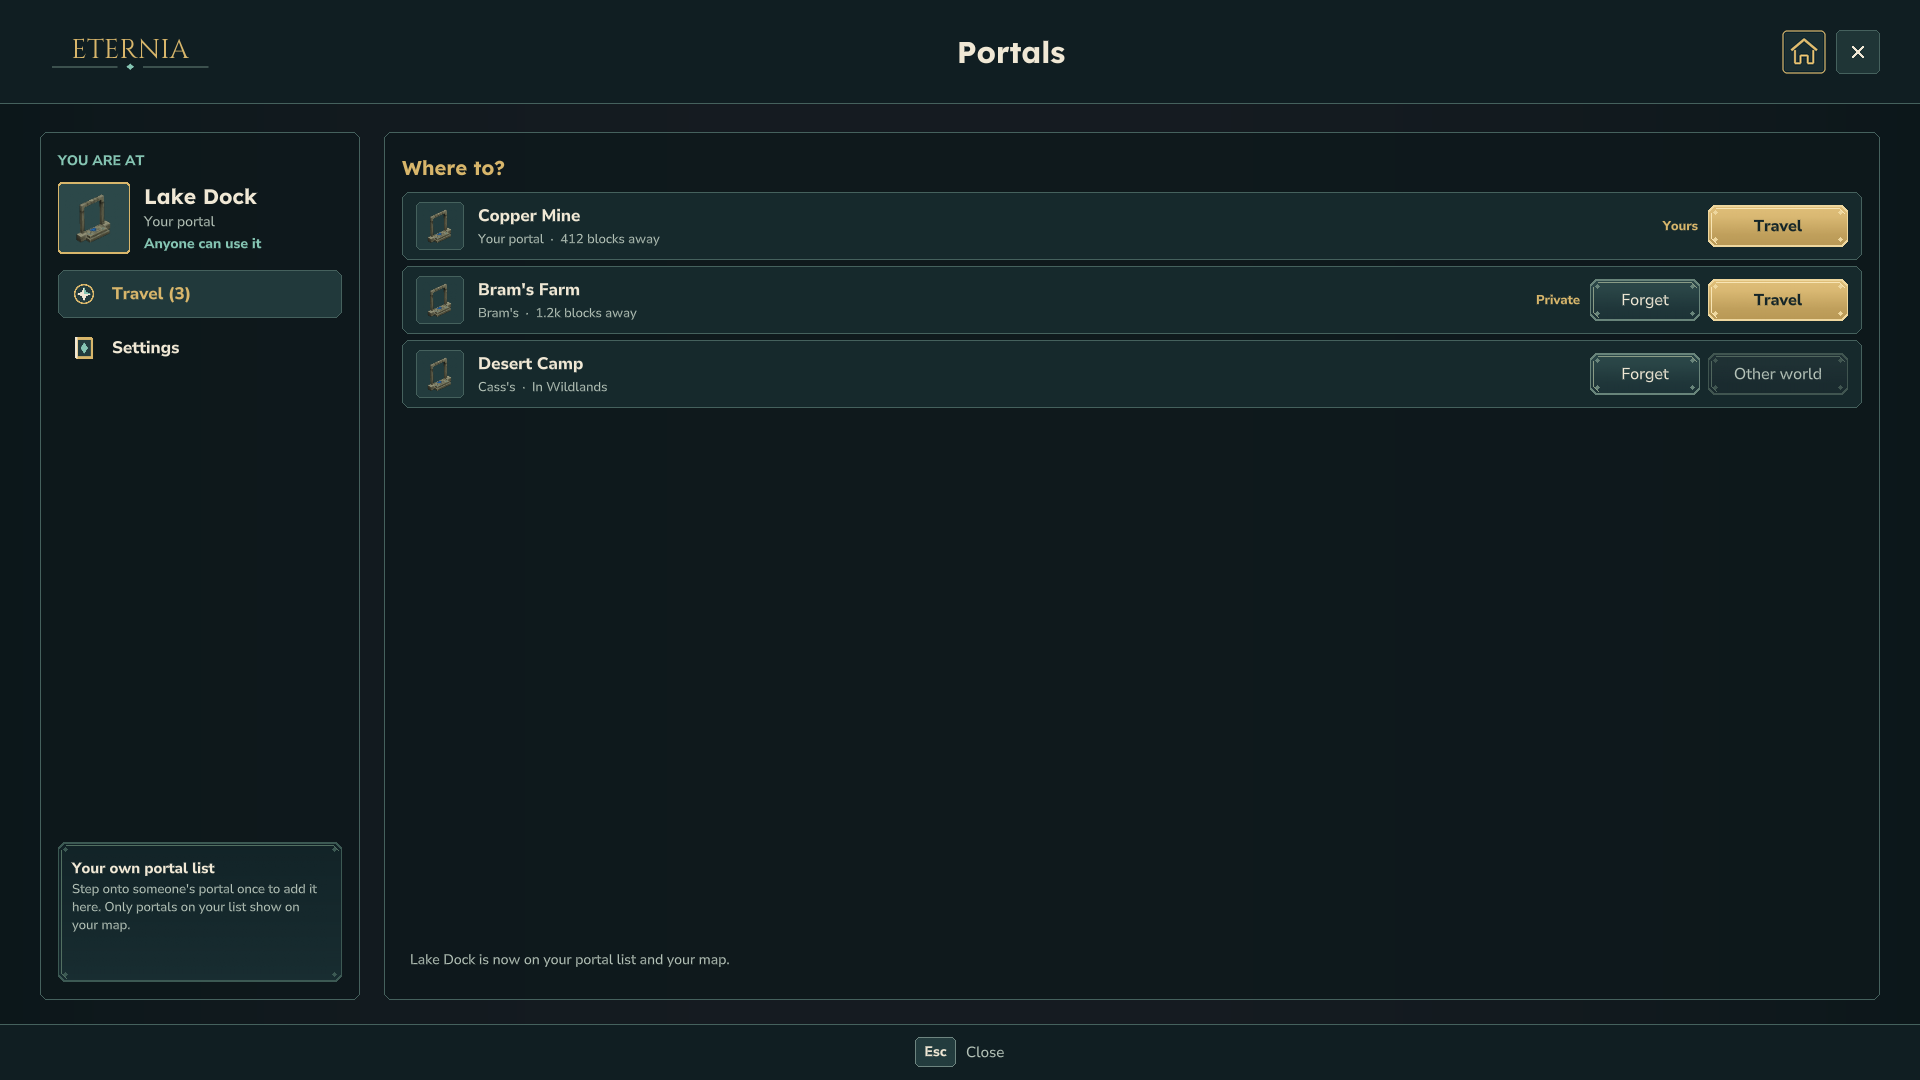 ETERNIA
Portals
YOU ARE AT
Lake Dock
Your portal
Anyone can use it
Travel (3)
Settings
Your own portal list
Step onto someone's portal once to add it
here. Only portals on your list show on
your map.
Where to?
Copper Mine
Your portal · 412 blocks away
Yours
Travel
Bram's Farm
Bram's · 1.2k blocks away
Private
Forget
Travel
Desert Camp
Cass's · In Wildlands
Forget
Other world
Lake Dock is now on your portal list and your map.
Esc Close